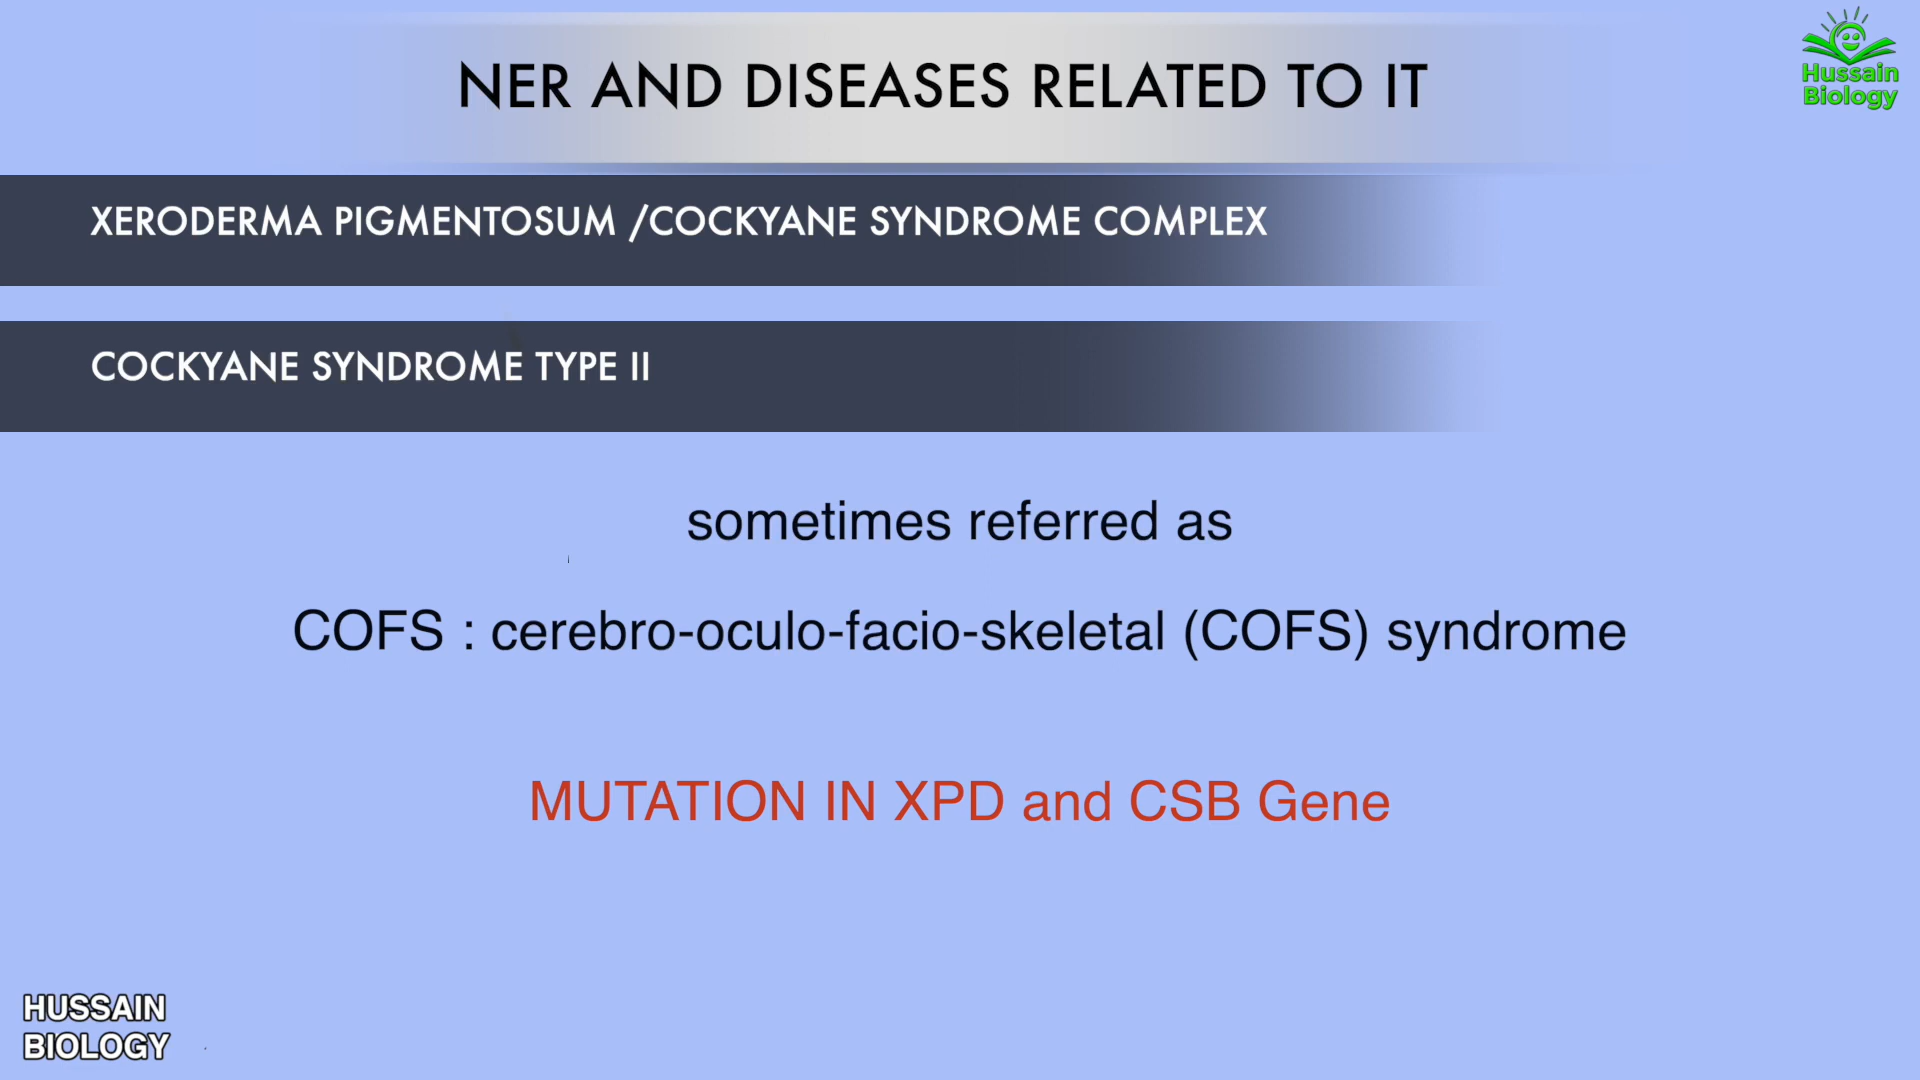 NER AND DISEASES RELATED TO IT
Hussain
Biology
XERODERMA PIGMENTOSUM /COCKYANE SYNDROME COMPLEX
COCKYANE SYNDROME TYPE II
sometimes referred as
COFS : cerebro-oculo-facio-skeletal (COFS) syndrome
MUTATION IN XPD and CSB Gene
HUSSAIN
BIOLOGY